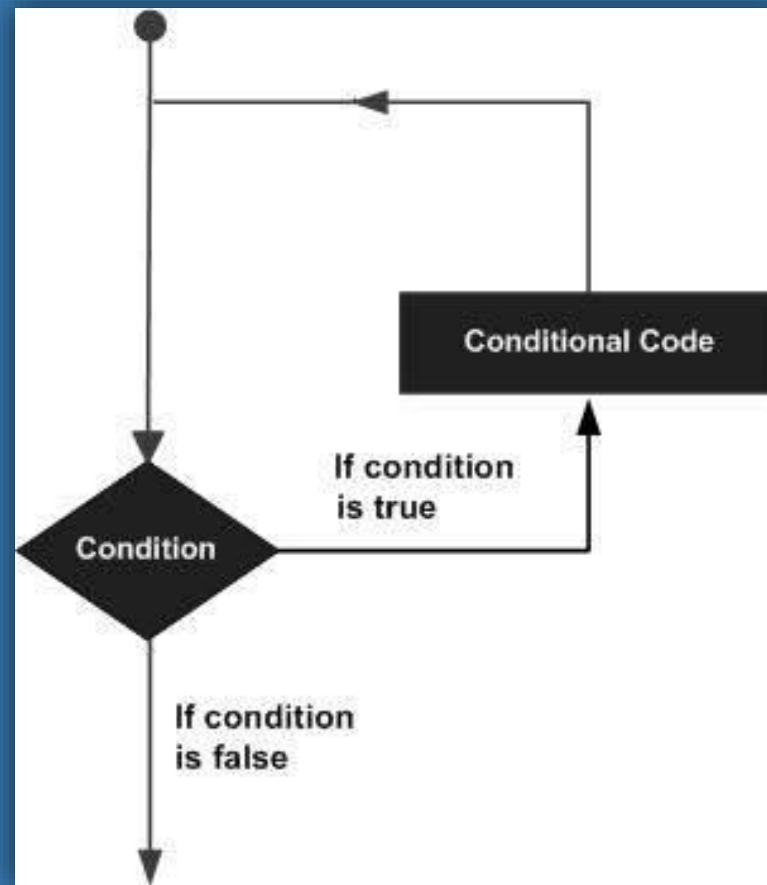 Conditional Code
If condition
is true
Condition
If condition
is false